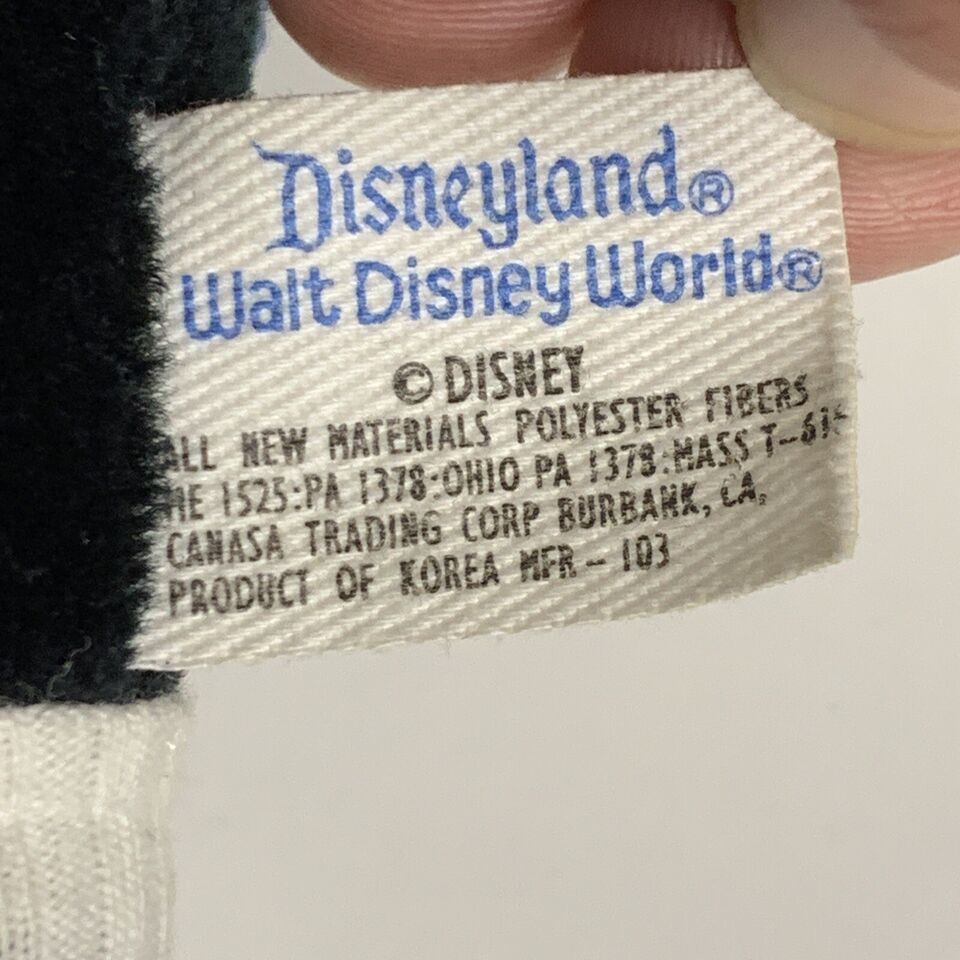 Disneyland®
Walt Disney World®
© DISNEY
ALL NEW MATERIALS POLYESTER FIBERS
1525:PA 1378:OHIO PA 1378:MASS T-
CANASA TRADING CORP BURBANK, CA,
PRODUCT OF KOREA MFR- 103